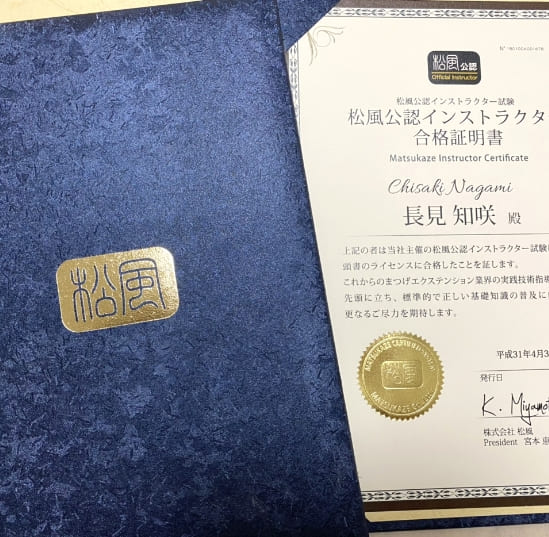 松風
松風公認
Official Instructor
松風公認インストラクター試験
松風公認インストラクタ
合格証明書
Matsukaze Instructor Certificate
Chisaki Nagami
長見 知咲 殿
上記の者は当社主催の松風公認インストラクター試験
頭書のライセンスに合格したことを証します。
これからのまつげエクステンション業界の実践技術指導
先頭に立ち、標準的で正しい基礎知識の普及に
更なるご尽力を期待します。
平成31年4月3
発行日
K. Miyamot
株式会社 松風
President 宮本
松風